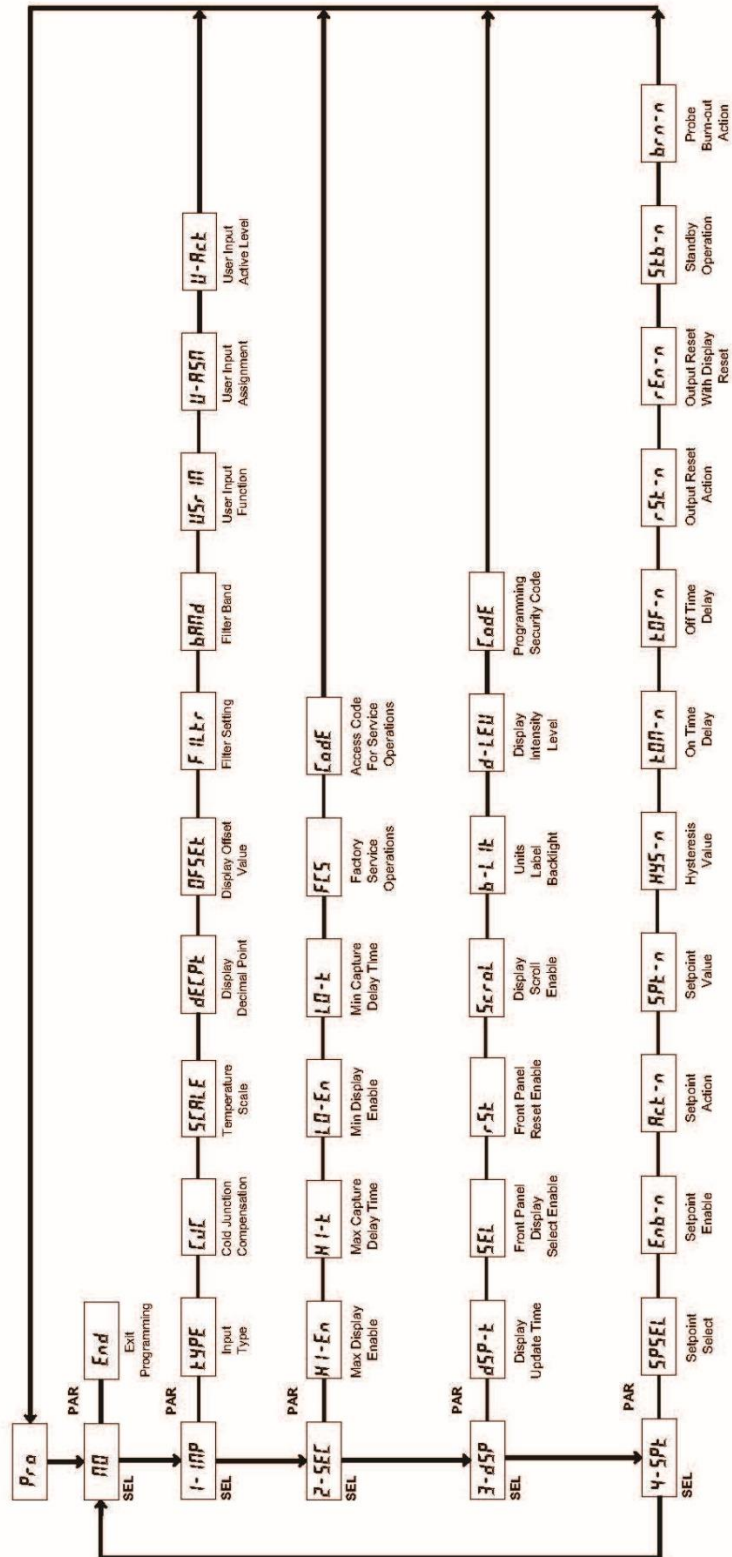 Pro
NO
SEL
PAR
End
Exit
Programming
1-INP
SEL
PAR
tYPE
Input
Type
CJC
Cold Junction
Compensation
SCALE
Temperature
Scale
dECPt
Display
Decimal Point
OFSEt
Display Offset
Value
FILtr
Filter Setting
bANd
Filter Band
USrIN
User Input
Function
U-ASN
User Input
Assignment
U-Act
User Input
Active Level
2-SEC
SEL
PAR
HI-En
Max Display
Enable
HI-t
Max Capture
Delay Time
LO-En
Min Display
Enable
LO-t
Min Capture
Delay Time
FCS
Factory
Service
Operations
CodE
Access Code
For Service
Operations
3-dSP
SEL
PAR
dSP-t
Display
Update Time
SEL
Front Panel
Display
Select Enable
rSt
Front Panel
Reset Enable
ScroL
Display
Scroll
Enable
b-LIt
Units
Label
Backlight
d-LEV
Display
Intensity
Level
CodE
Programming
Security Code
4-SPt
SEL
PAR
SPSEL
Setpoint
Select
Enb-n
Setpoint
Enable
Act-n
Setpoint
Action
SPt-n
Setpoint
Value
HYS-n
Hysteresis
Value
tON-n
On Time
Delay
tOF-n
Off Time
Delay
rSt-n
Output Reset
Action
rEn-n
Output Reset
With Display
Reset
Stb-n
Standby
Operation
brn-n
Probe
Burn-out
Action